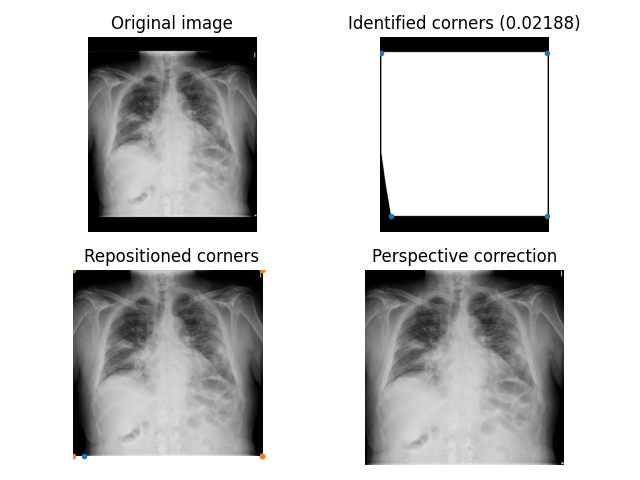 Original image
Identified corners (0.02188)
Repositioned corners
Perspective correction